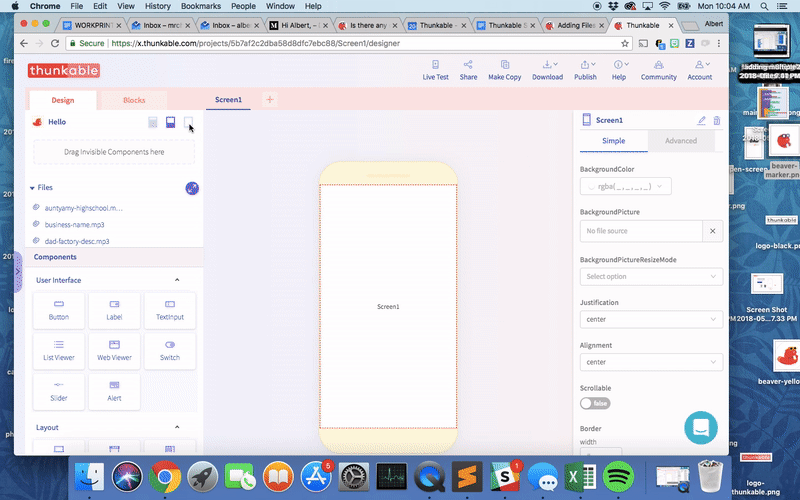 Chrome File Edit View History Bookmarks People Window Help Mon 10:04 AM
WORKPRINT Inbox – mrch Inbox – albe Hi Albert, – Is there any Thunkable Thunkable S Adding Files Thunkable Albert
Secure https://x.thunkable.com/projects/5b7af2c2dba58d8dfc7ebc88/Screen1/designer
thunkable
Live Test Share Make Copy Download Publish Help Community Account
Design Blocks Screen1 +
Hello
Drag Invisible Components here
Files
auntyamy-highschool.m...
business-name.mp3
dad-factory-desc.mp3
Components
User Interface
Button Label TextInput
List Viewer Web Viewer Switch
Slider Alert
Layout
Screen1
Screen1
Simple Advanced
BackgroundColor
rgba( _ , _ , _ , _ )
BackgroundPicture
No file source
BackgroundPictureResizeMode
Select option
Justification
center
Alignment
center
Scrollable
false
Border
width
beaver-marker.png
logo-black.png
Screen Shot
2018-05...7.33 PM
beaver-yello
logo-thunkable.png
5
1